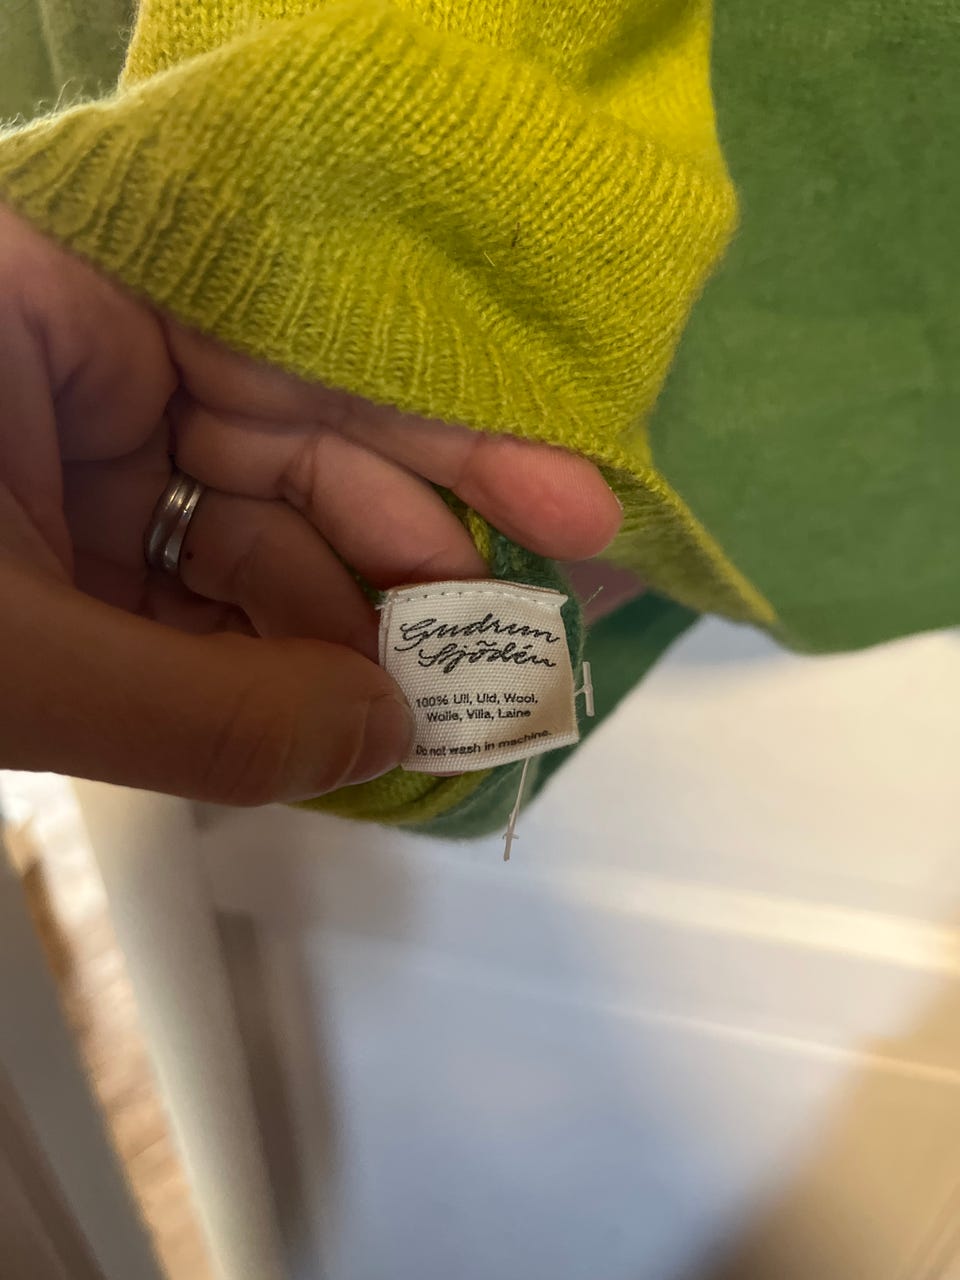 Gudrun
Sjödén
100% Ull, Uld, Wool,
Wolle, Villa, Laine
Do not wash in machine.